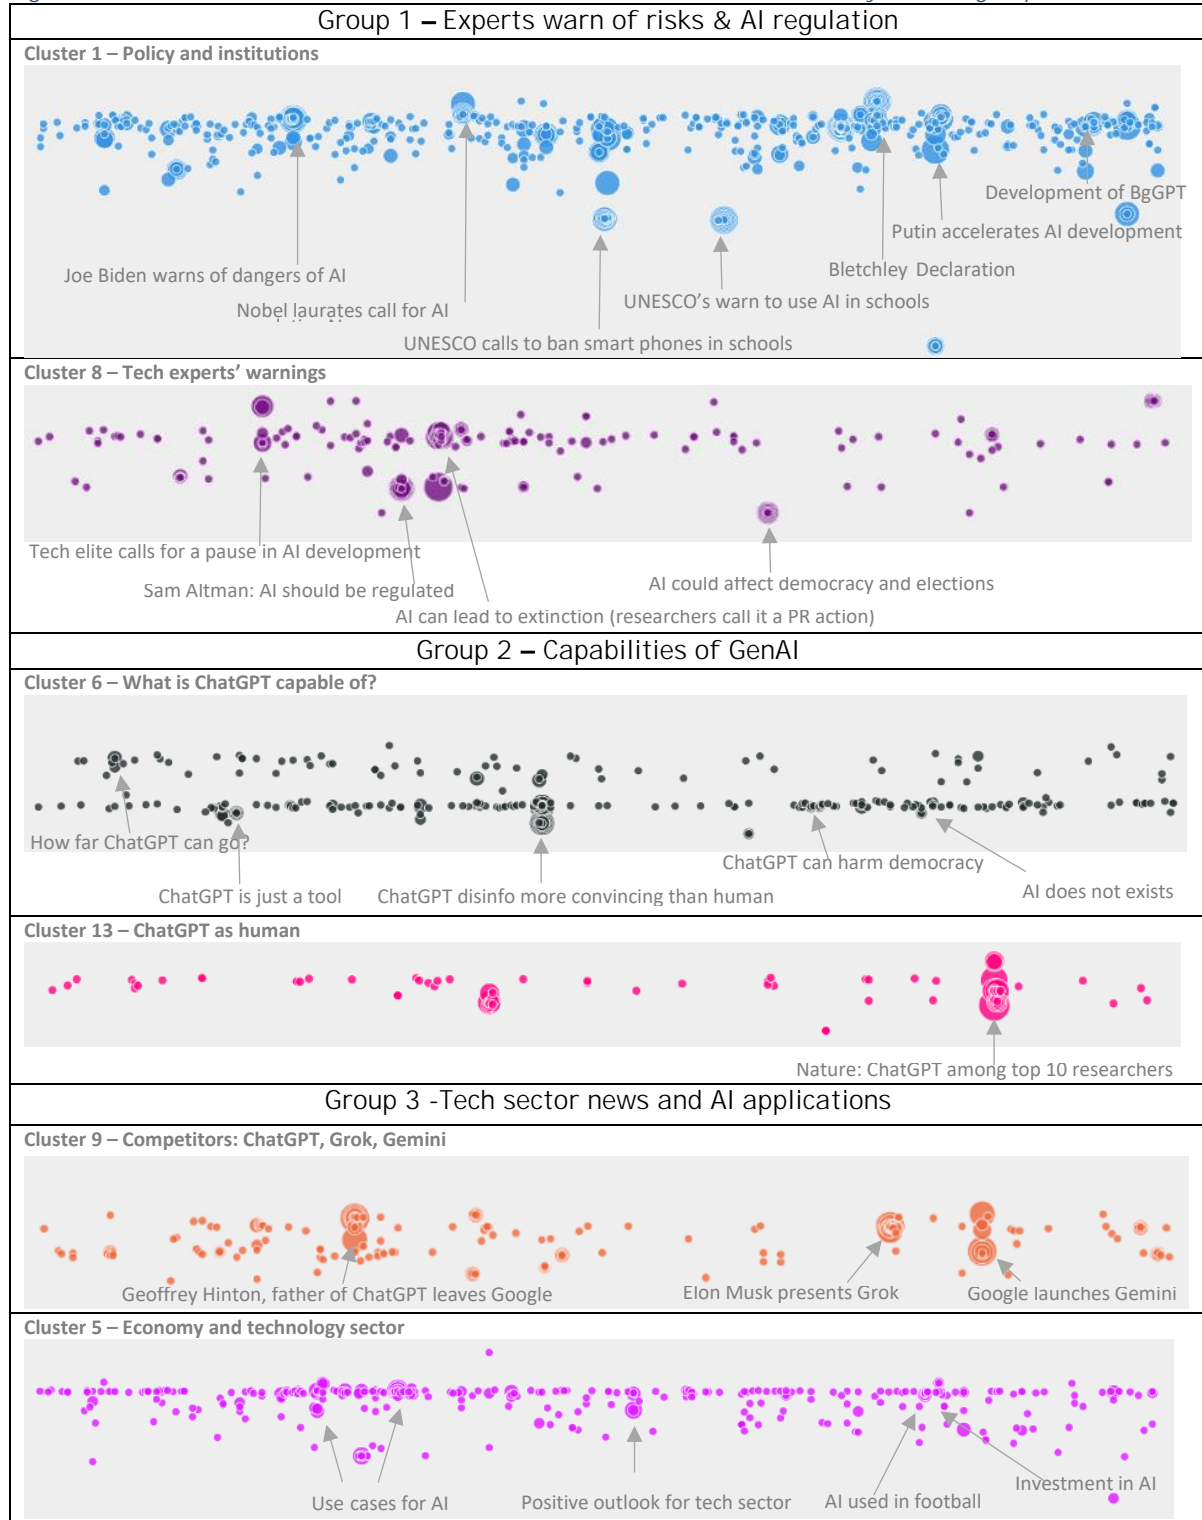 Group 1 – Experts warn of risks & AI regulation
Cluster 1 – Policy and institutions
Development of BgGPT
Putin accelerates AI development
Joe Biden warns of dangers of AI
Bletchley Declaration
Nobel laurates call for AI
UNESCO's warn to use AI in schools
UNESCO calls to ban smart phones in schools
Cluster 8 – Tech experts' warnings
Tech elite calls for a pause in AI development
Sam Altman: AI should be regulated
AI could affect democracy and elections
AI can lead to extinction (researchers call it a PR action)
Group 2 – Capabilities of GenAI
Cluster 6 – What is ChatGPT capable of?
How far ChatGPT can go?
ChatGPT can harm democracy
ChatGPT is just a tool
ChatGPT disinfo more convincing than human
AI does not exists
Cluster 13 – ChatGPT as human
Nature: ChatGPT among top 10 researchers
Group 3 -Tech sector news and AI applications
Cluster 9 – Competitors: ChatGPT, Grok, Gemini
Geoffrey Hinton, father of ChatGPT leaves Google
Elon Musk presents Grok
Google launches Gemini
Cluster 5 – Economy and technology sector
Use cases for AI
Positive outlook for tech sector
AI used in football
Investment in AI